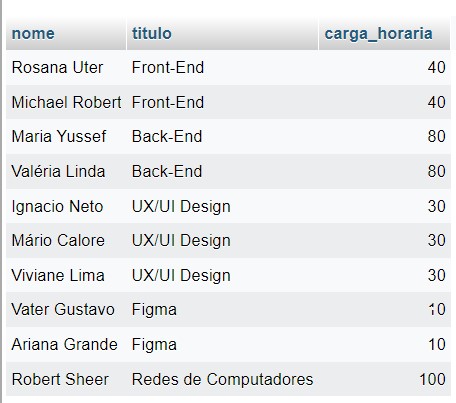 nome titulo carga_horaria
Rosana Uter Front-End 40
Michael Robert Front-End 40
Maria Yussef Back-End 80
Valéria Linda Back-End 80
Ignacio Neto UX/UI Design 30
Mário Calore UX/UI Design 30
Viviane Lima UX/UI Design 30
Vater Gustavo Figma 10
Ariana Grande Figma 10
Robert Sheer Redes de Computadores 100